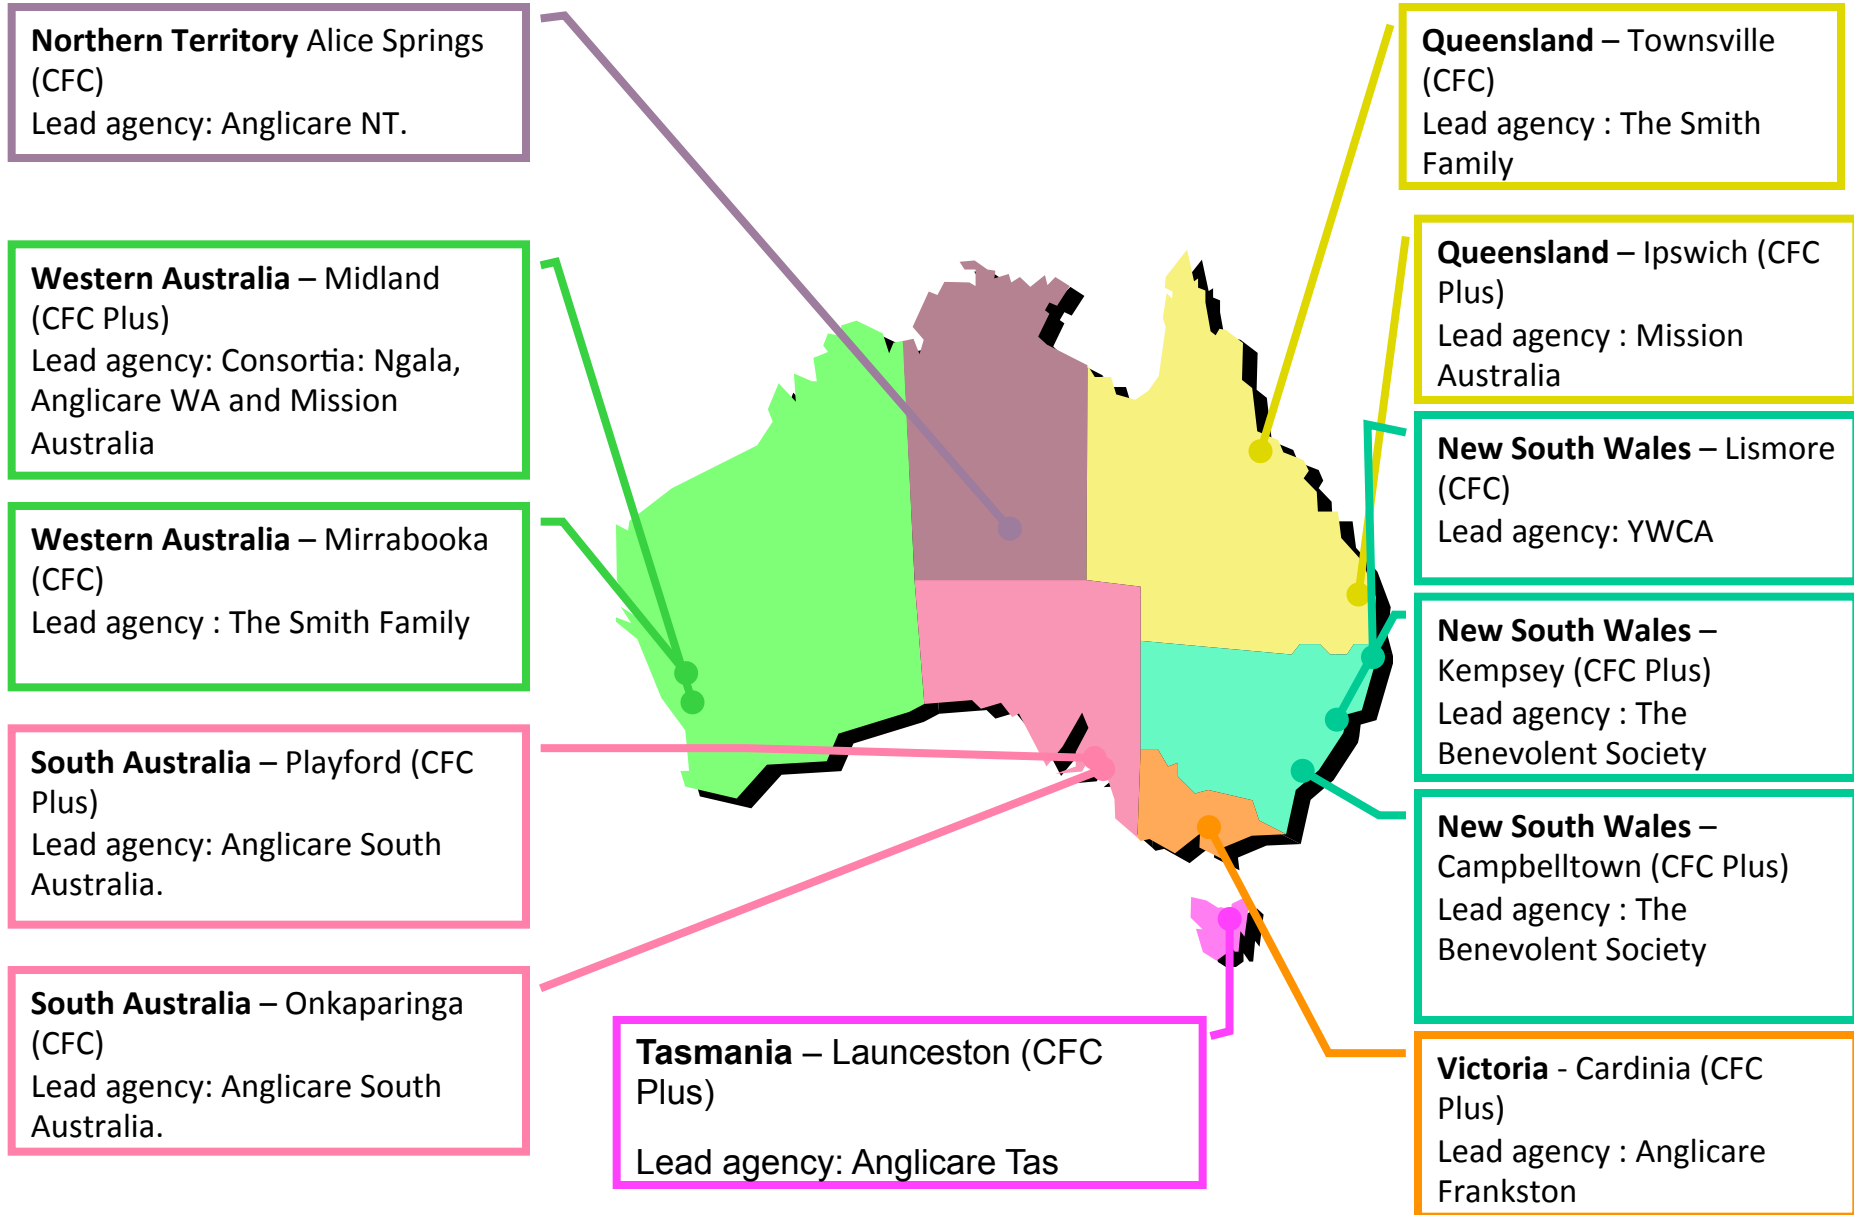 Northern Territory Alice Springs
(CFC)
Lead agency: Anglicare NT.
Western Australia – Midland
(CFC Plus)
Lead agency: Consortia: Ngala,
Anglicare WA and Mission
Australia
Western Australia – Mirrabooka
(CFC)
Lead agency : The Smith Family
South Australia – Playford (CFC
Plus)
Lead agency: Anglicare South
Australia.
South Australia – Onkaparinga
(CFC)
Lead agency: Anglicare South
Australia.
Tasmania – Launceston (CFC
Plus)
Lead agency: Anglicare Tas
Queensland – Townsville
(CFC)
Lead agency : The Smith
Family
Queensland – Ipswich (CFC
Plus)
Lead agency : Mission
Australia
New South Wales – Lismore
(CFC)
Lead agency: YWCA
New South Wales –
Kempsey (CFC Plus)
Lead agency : The
Benevolent Society
New South Wales –
Campbelltown (CFC Plus)
Lead agency : The
Benevolent Society
Victoria - Cardinia (CFC
Plus)
Lead agency : Anglicare
Frankston